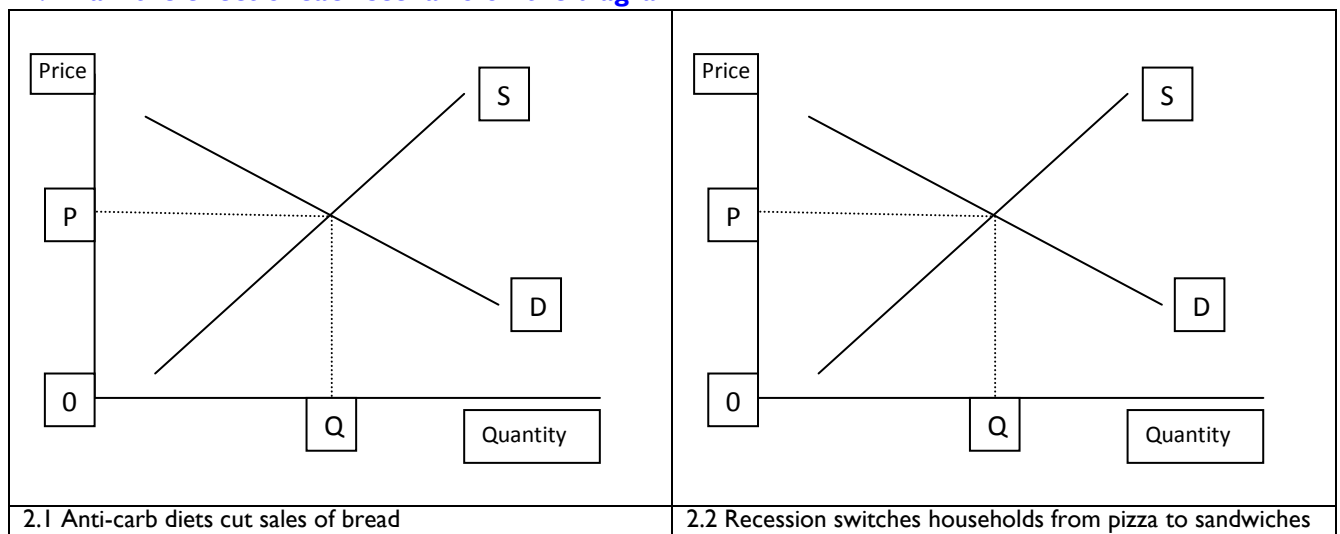 Price
S
P
D
0
Q
Quantity
2.1 Anti-carb diets cut sales of bread
Price
S
P
D
0
Q
Quantity
2.2 Recession switches households from pizza to sandwiches